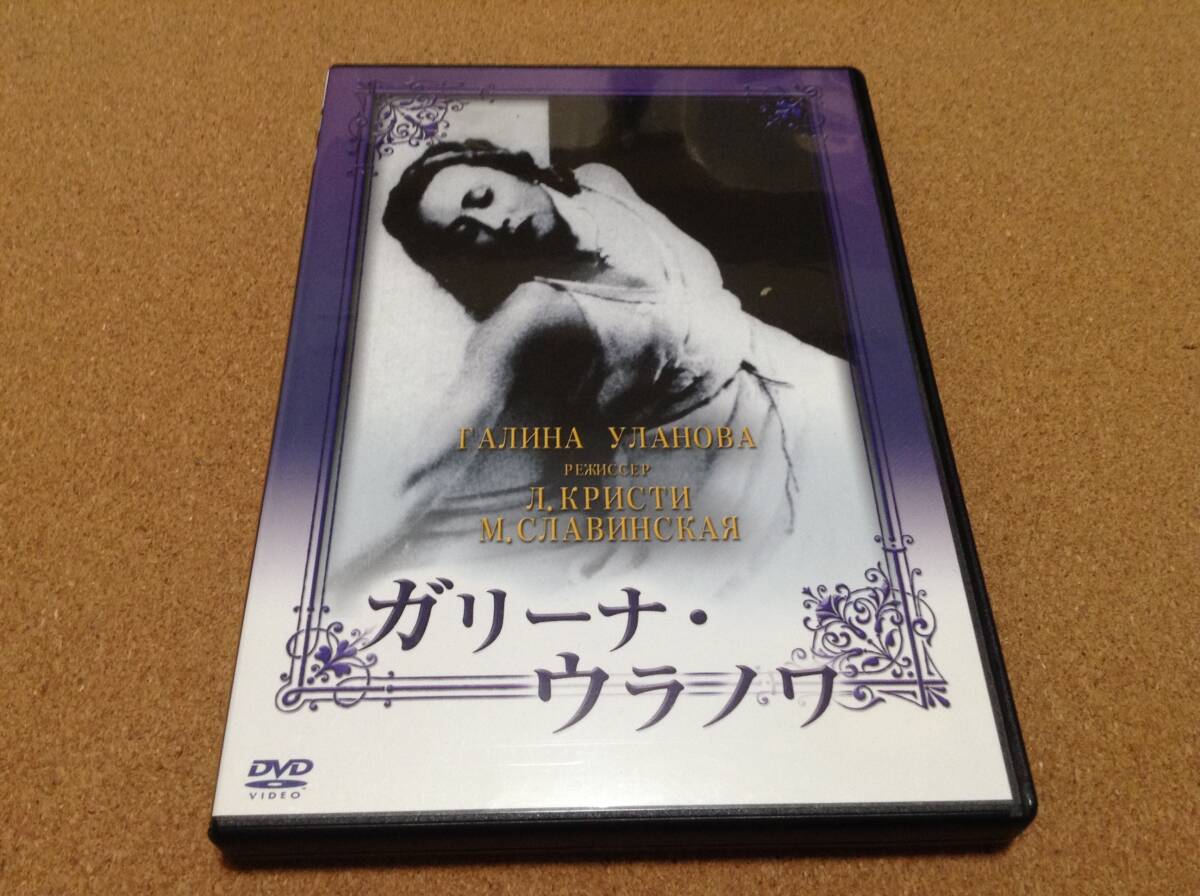 ГАЛИНА УЛАНОВА
РЕЖИССЕР
Л.КРИСТИ
М.СЛАВИНСКАЯ
ガリーナ・
ウラノワ
DVD
VIDEO